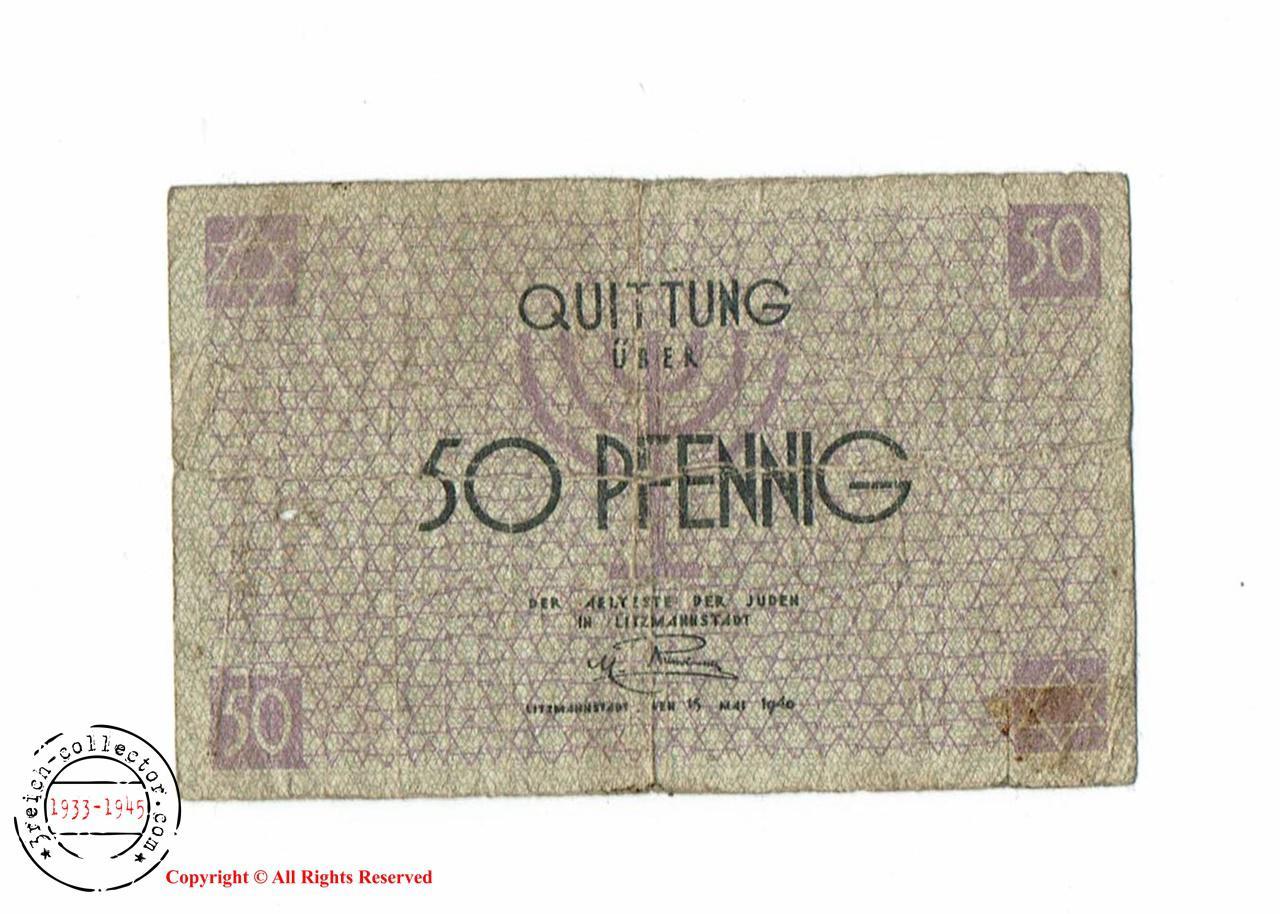 50
QUITTUNG
ÜBER
50 PFENNIG
DER AELTESTE DER JUDEN
IN LITZMANNSTADT
LITZMANNSTADT, DEN 15 MAI 1940
50
3reich-collector.com
1933-1945
Copyright © All Rights Reserved